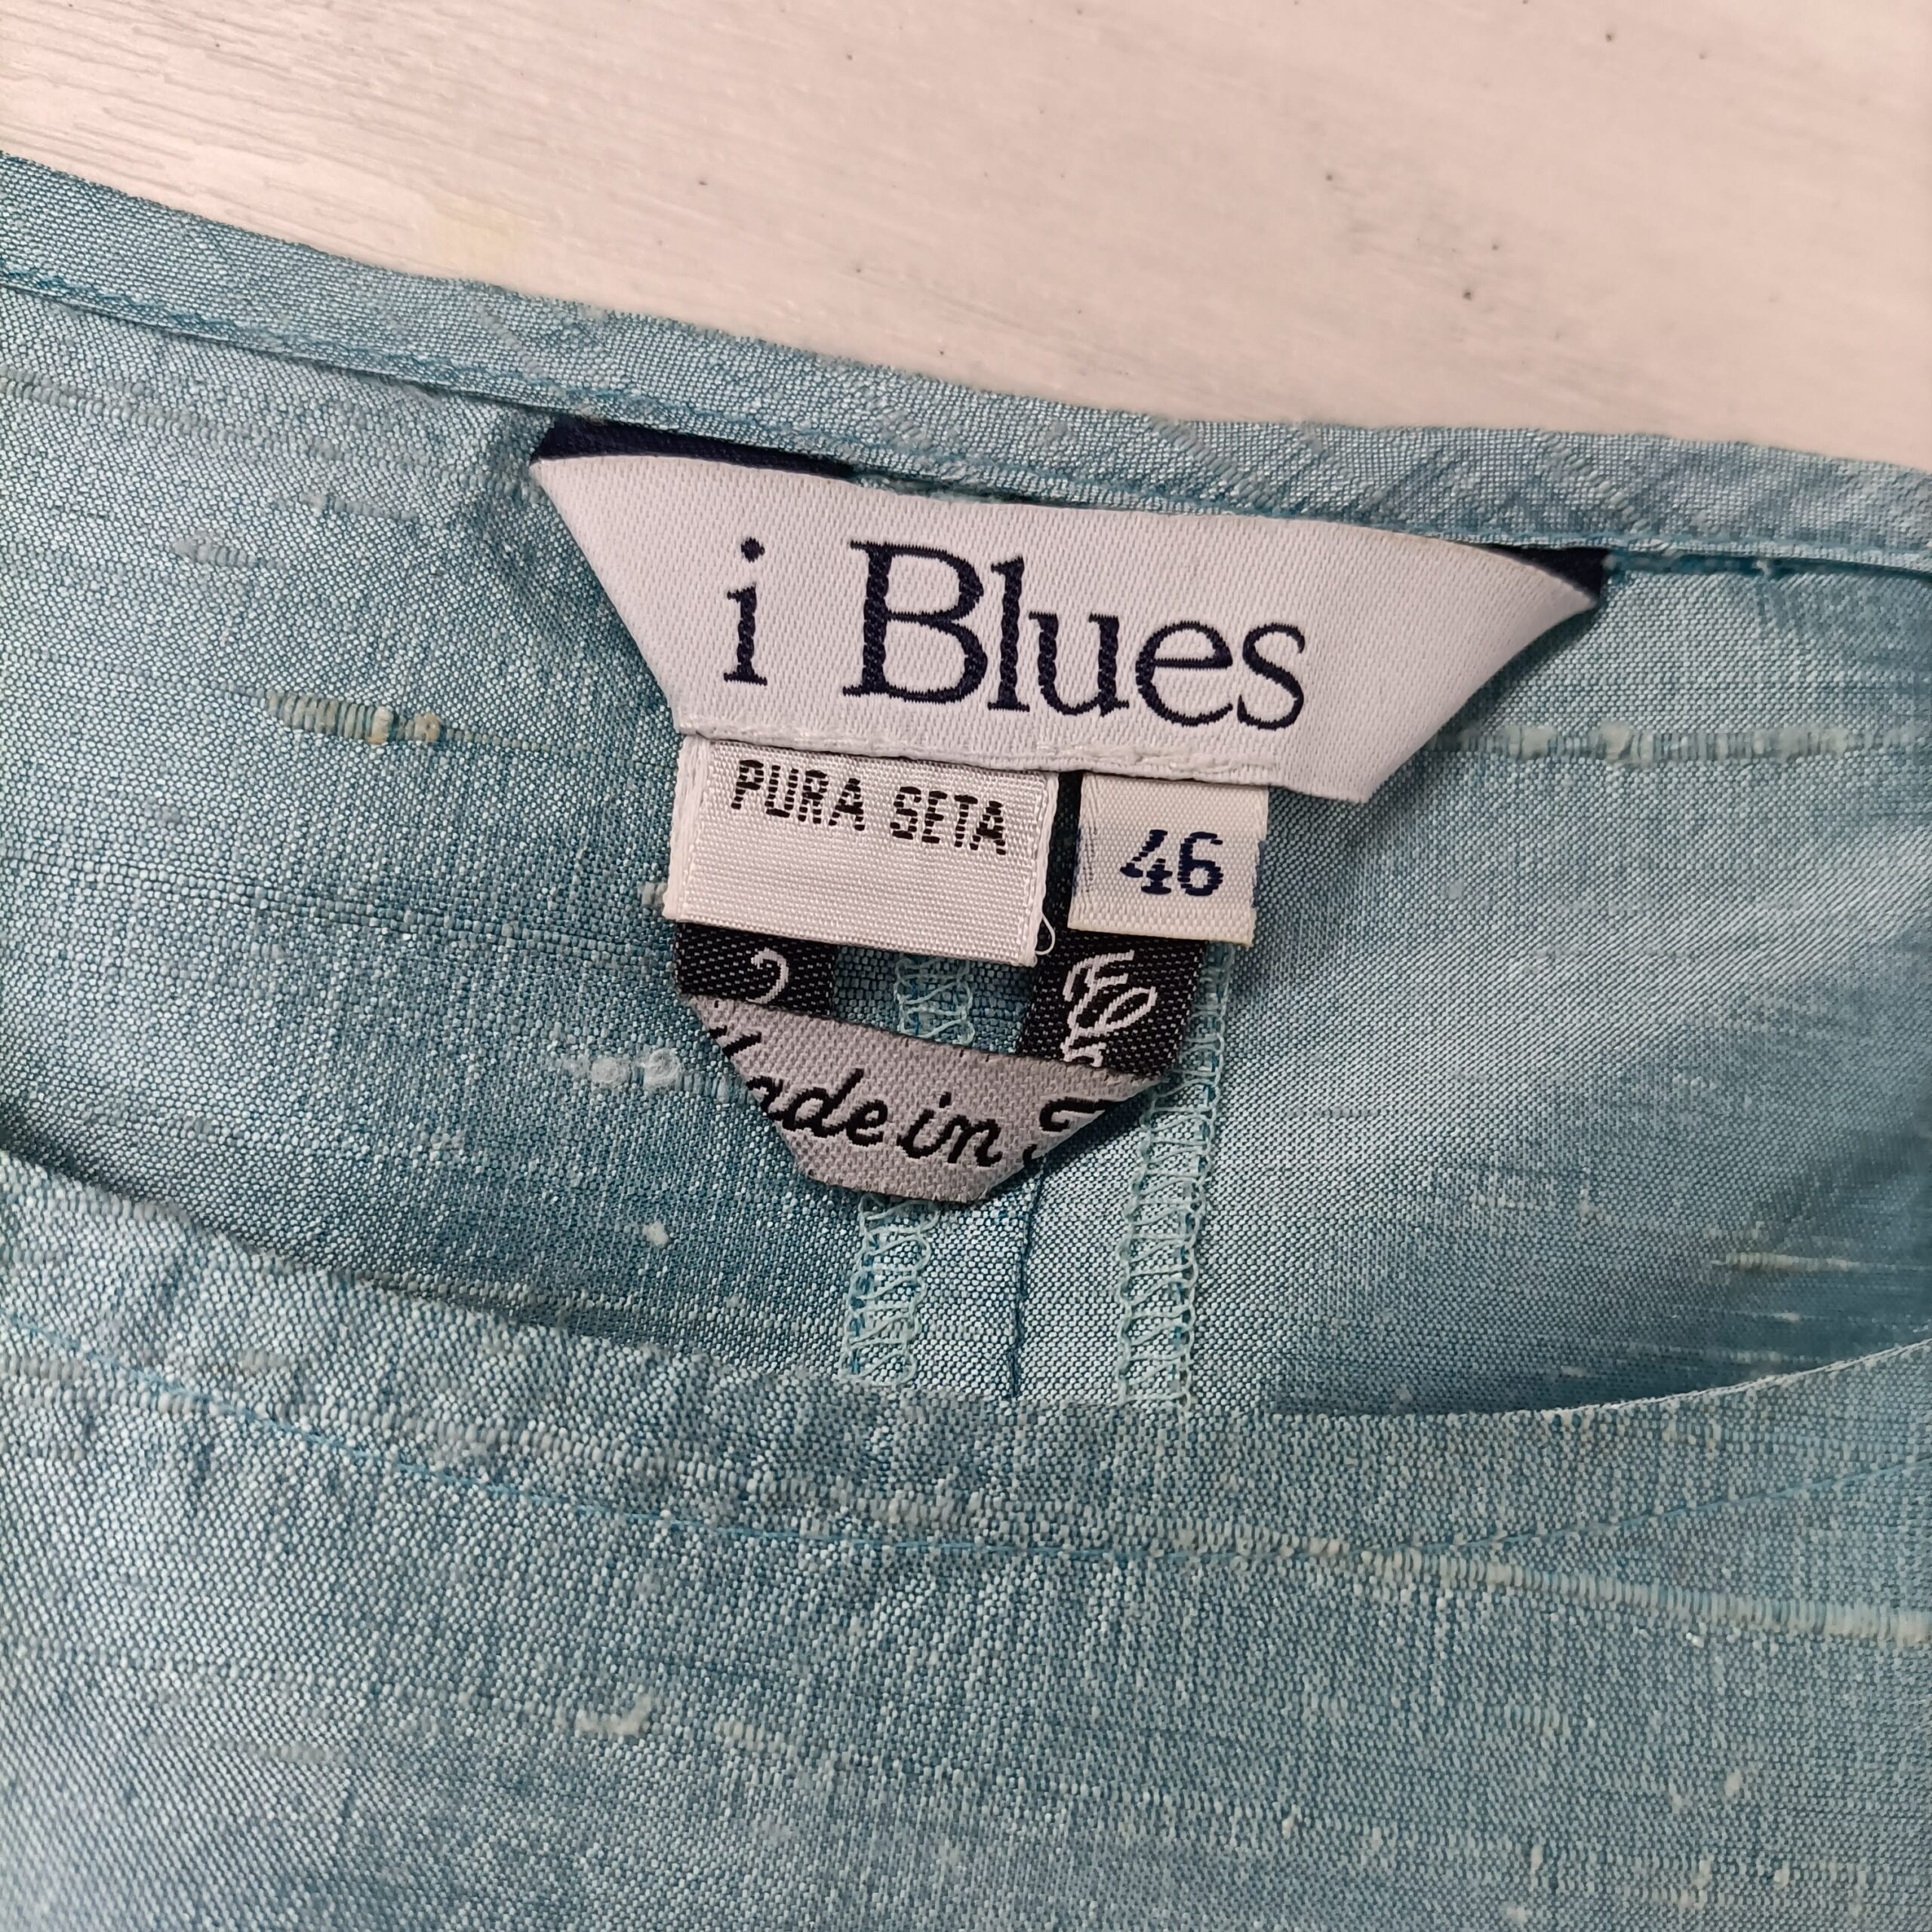 i Blues
PURA SETA
46
Made in